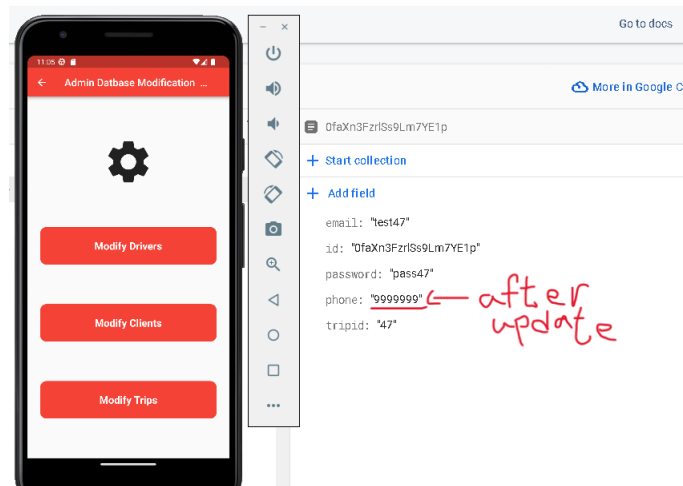 Go to docs
11:05
Admin Datbase Modification ...
More in Google C
0faXn3FzrlSs9Lm7YE1p
Start collection
Add field
email: "test47"
id: "0faXn3FzrlSs9Lm7YE1p"
password: "pass47"
phone: "9999999" after update
tripid: "47"
Modify Drivers
Modify Clients
Modify Trips